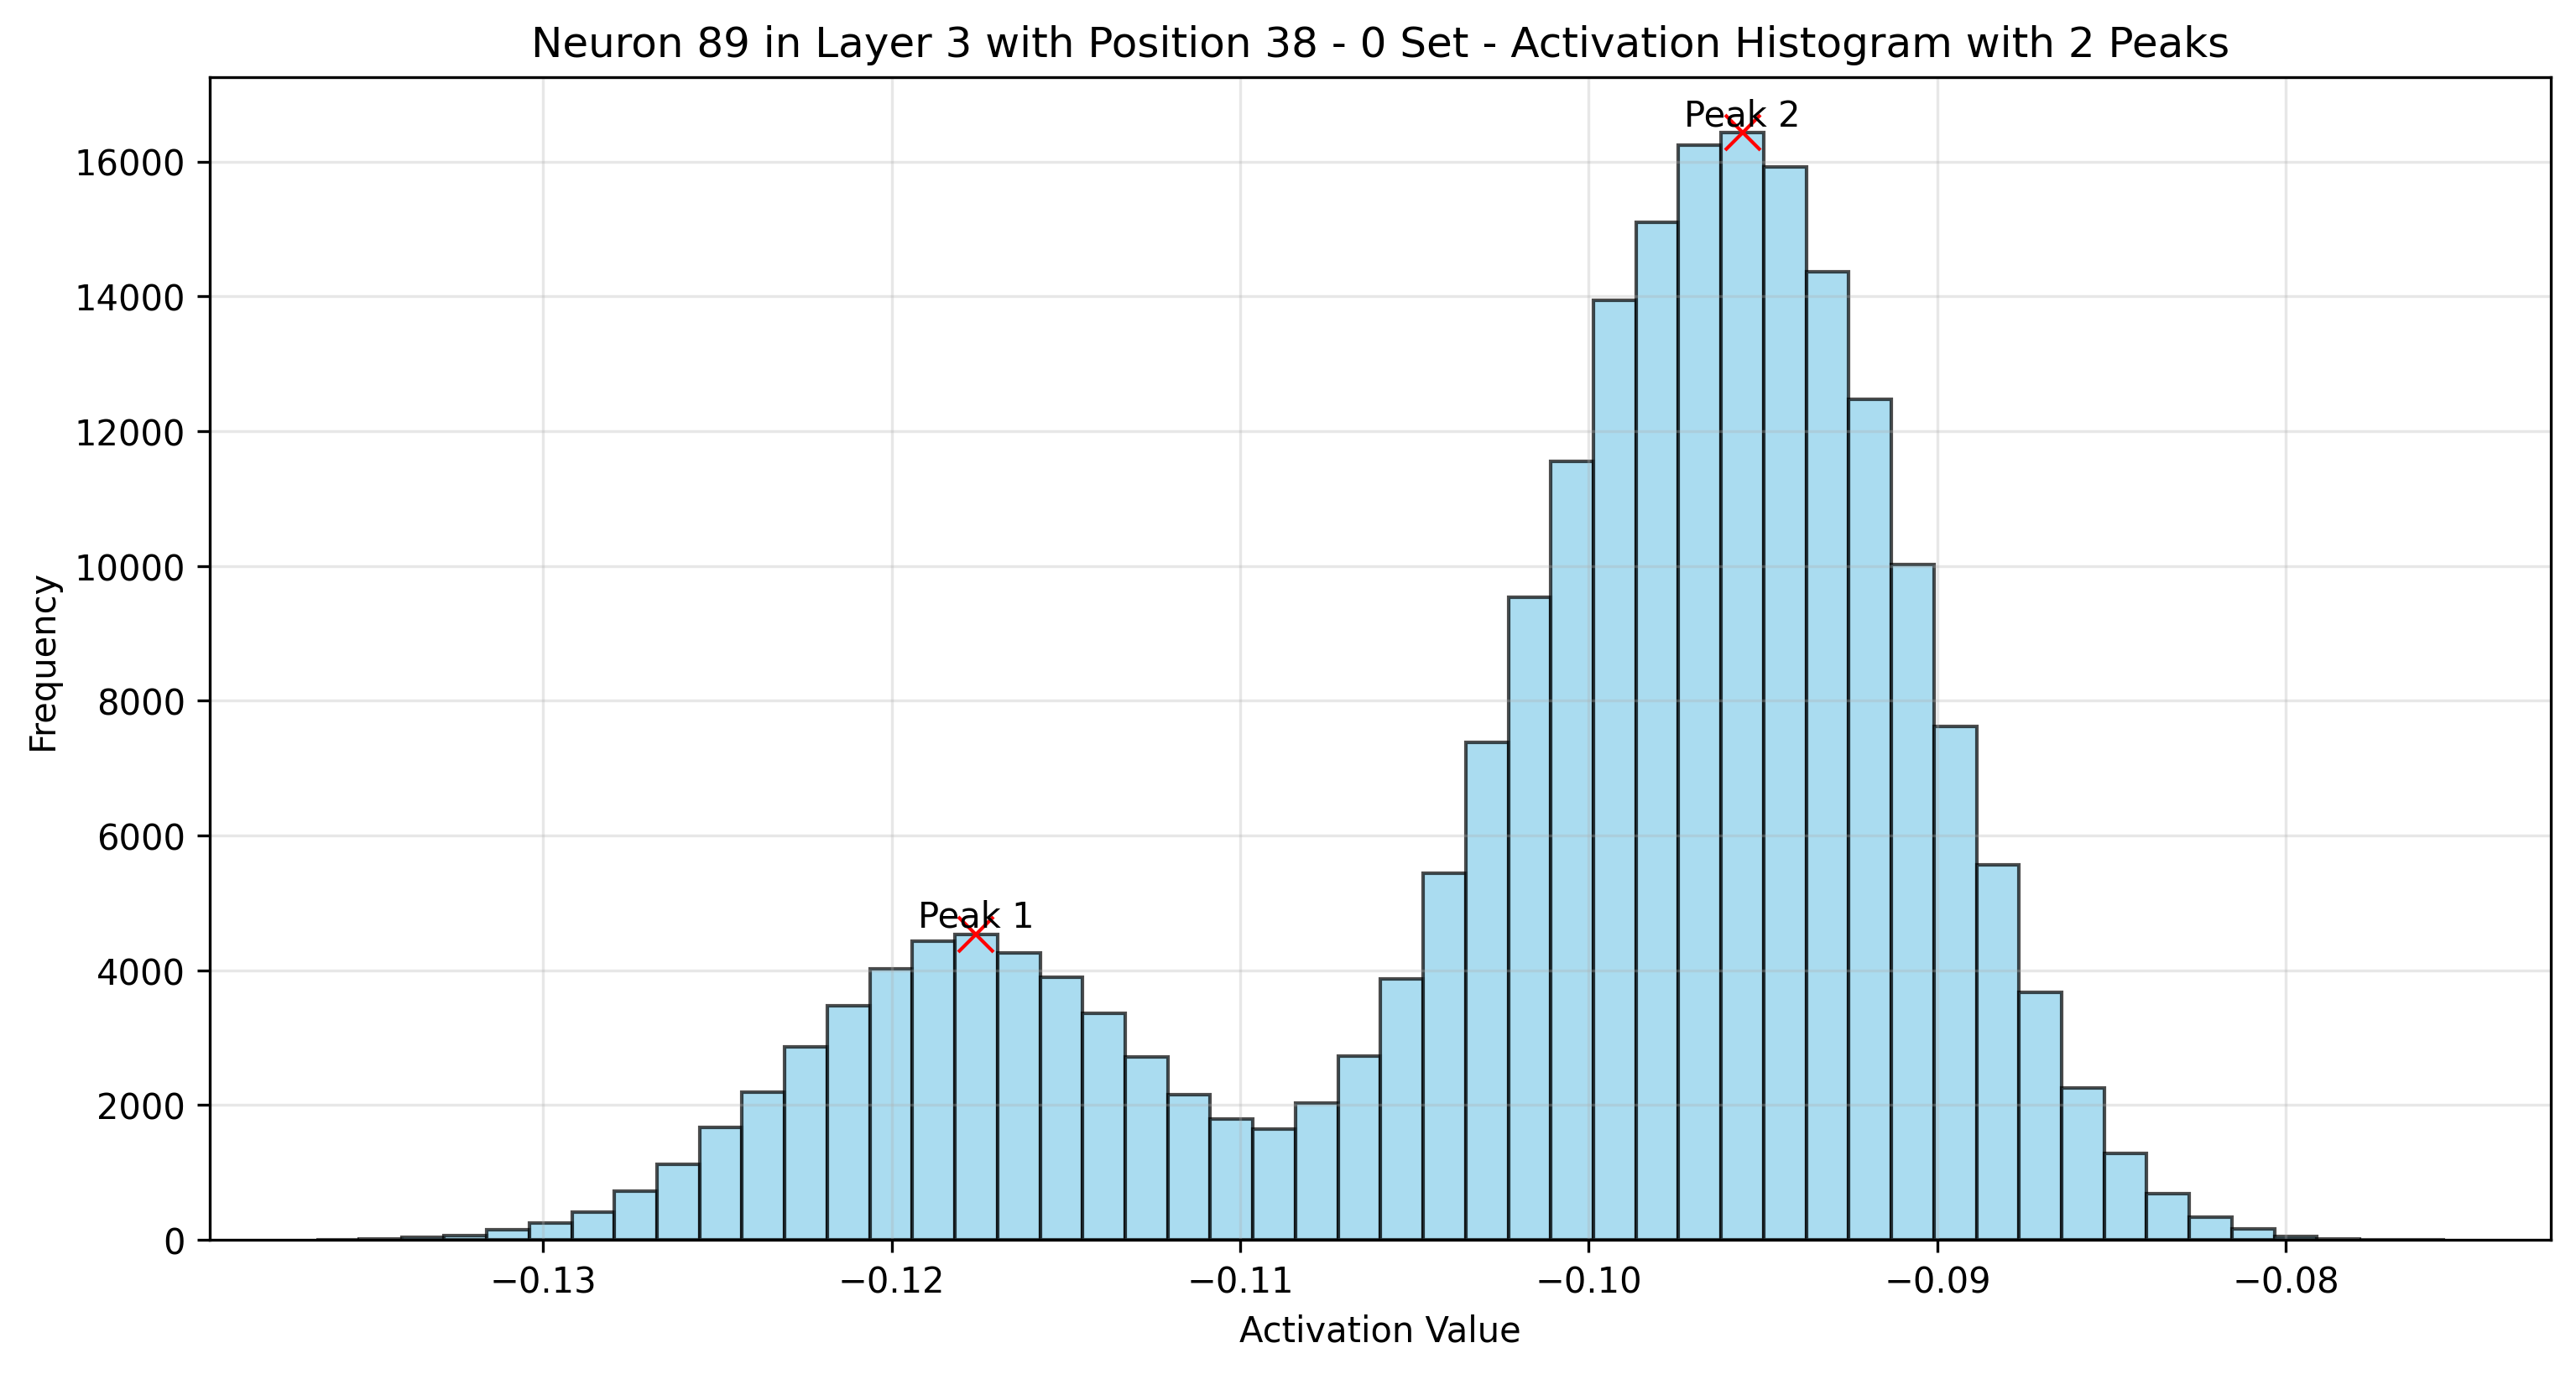 Neuron 89 in Layer 3 with Position 38 - 0 Set - Activation Histogram with 2 Peaks
Peak 2
16000
14000
12000
10000
8000
6000
4000
2000
0
Frequency
Peak 1
−0.13 −0.12 −0.11 −0.10 −0.09 −0.08
Activation Value